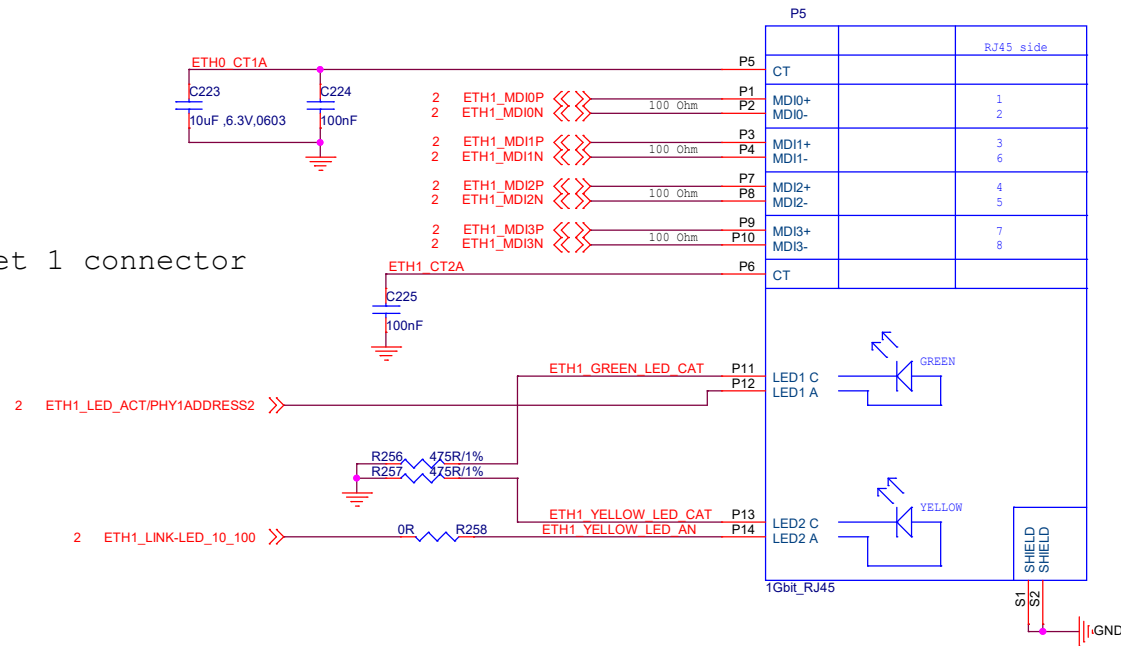 P5
RJ45 side
ETH0_CT1A P5 CT
C223 C224
10uF ,6.3V,0603 100nF
2 ETH1_MDI0P P1 MDI0+ 1
2 ETH1_MDI0N 100 Ohm P2 MDI0- 2
2 ETH1_MDI1P P3 MDI1+ 3
2 ETH1_MDI1N 100 Ohm P4 MDI1- 6
2 ETH1_MDI2P P7 MDI2+ 4
2 ETH1_MDI2N 100 Ohm P8 MDI2- 5
2 ETH1_MDI3P P9 MDI3+ 7
2 ETH1_MDI3N 100 Ohm P10 MDI3- 8
et 1 connector
ETH1_CT2A P6 CT
C225
100nF
GREEN
ETH1_GREEN_LED_CAT P11 LED1 C
P12 LED1 A
2 ETH1_LED_ACT/PHY1ADDRESS2
R256 475R/1%
R257 475R/1%
YELLOW
ETH1_YELLOW_LED_CAT P13 LED2 C
2 ETH1_LINK-LED_10_100 0R R258 ETH1_YELLOW_LED_AN P14 LED2 A
SHIELD
SHIELD
1Gbit_RJ45
S1
S2
GND